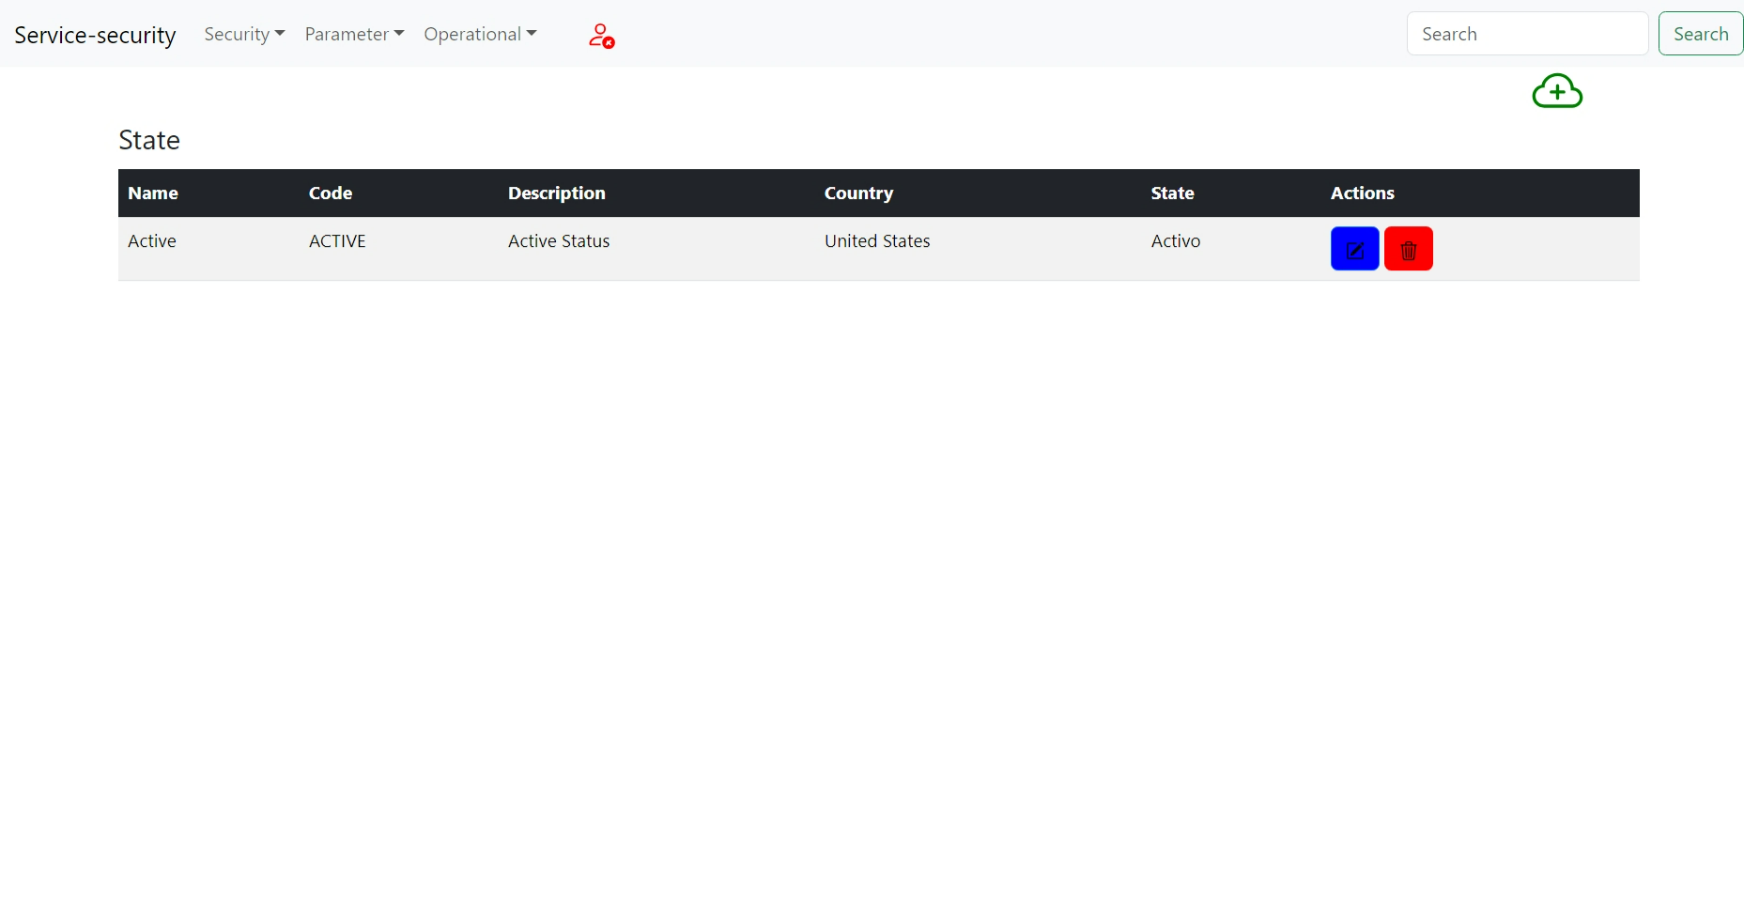 Service-security Security Parameter Operational Search Search
State
Name Code Description Country State Actions
Active ACTIVE Active Status United States Activo